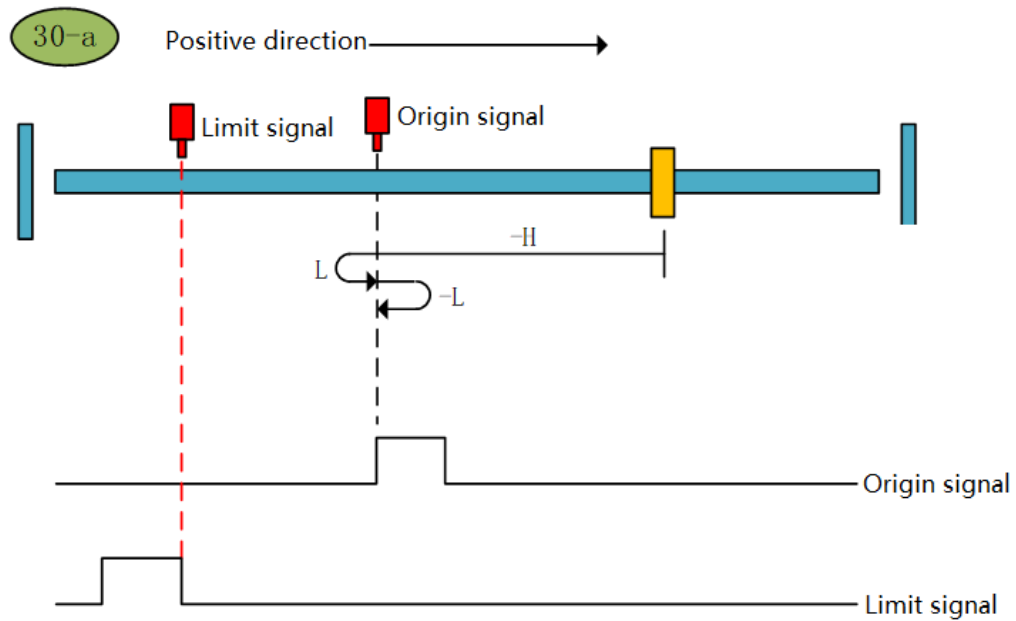 30-a
Positive direction
Limit signal
Origin signal
-H
L
-L
Origin signal
Limit signal